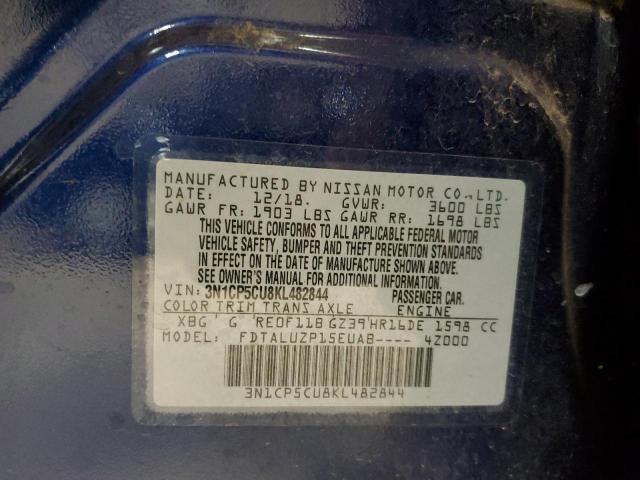 MANUFACTURED BY NISSAN MOTOR CO., LTD.
DATE: 12/18. GVWR: 3600 LBS
GAWR FR: 1903 LBS GAWR RR: 1698 LBS
THIS VEHICLE CONFORMS TO ALL APPLICABLE FEDERAL MOTOR
VEHICLE SAFETY, BUMPER AND THEFT PREVENTION STANDARDS
IN EFFECT ON THE DATE OF MANUFACTURE SHOWN ABOVE.
SEE OWNER'S MANUAL FOR ADDITIONAL INFORMATION.
VIN: 3N1CP5CU8KL482844 PASSENGER CAR.
COLOR TRIM TRANS AXLE ENGINE
XBG ' G 'RE0F11B GZ39'HR16DE 1598 CC
MODEL: FDTALUZP15EUAB---- 4Z000
3N1CP5CU8KL482844